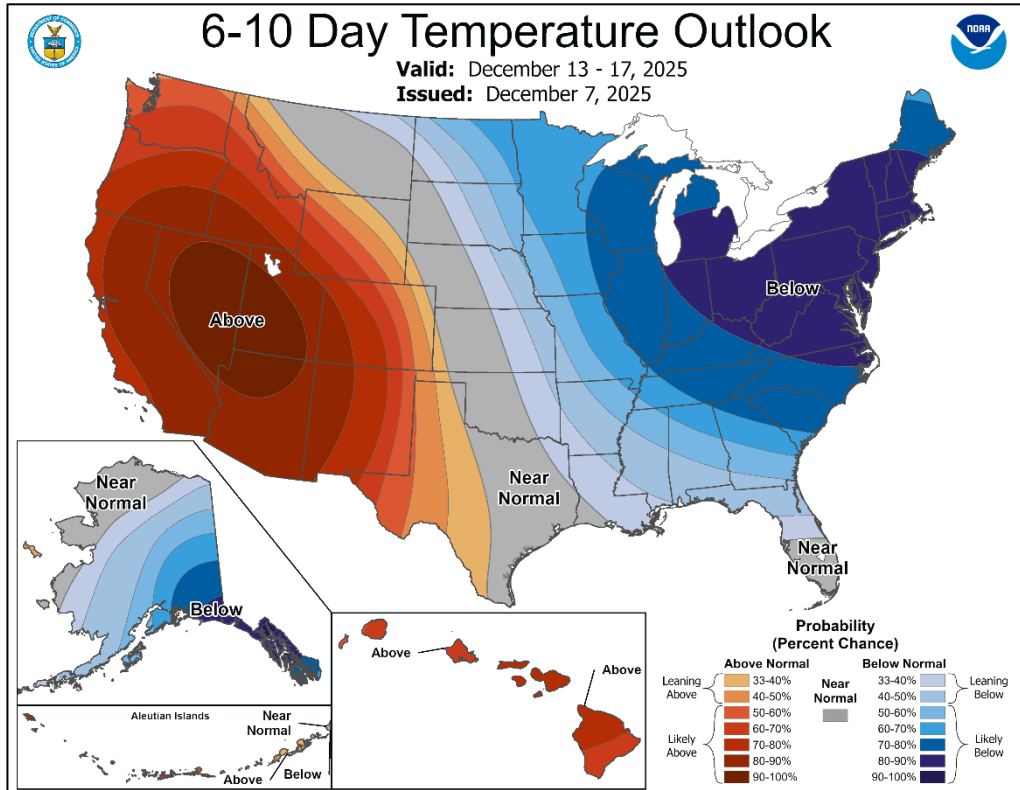 6-10 Day Temperature Outlook
Valid: December 13 - 17, 2025
Issued: December 7, 2025
NOAA
Above
Below
Near
Normal
Near
Normal
Near
Normal
Below
Aleutian Islands
Near
Normal
Above
Below
Above
Above
Probability
(Percent Chance)
Above Normal
Below Normal
Leaning
Above
Likely
Above
33-40%
40-50%
50-60%
60-70%
70-80%
80-90%
90-100%
Near
Normal
33-40%
40-50%
50-60%
60-70%
70-80%
80-90%
90-100%
Leaning
Below
Likely
Below